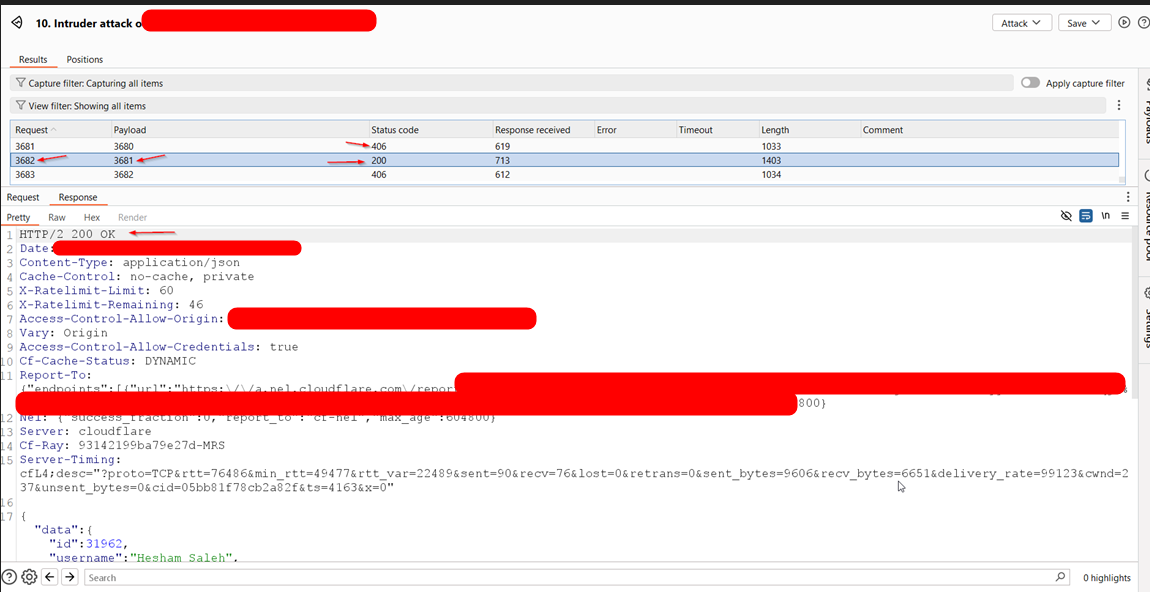 10. Intruder attack o
Attack
Save
Results
Positions
Capture filter: Capturing all items
Apply capture filter
View filter: Showing all items
Request Payload Status code Response received Error Timeout Length Comment
3681 3680 406 619 1033
3682 3681 200 713 1403
3683 3682 406 612 1034
Request
Response
Pretty Raw Hex Render
\n
1 HTTP/2 200 OK
2 Date:
3 Content-Type: application/json
4 Cache-Control: no-cache, private
5 X-Ratelimit-Limit: 60
6 X-Ratelimit-Remaining: 46
7 Access-Control-Allow-Origin:
8 Vary: Origin
9 Access-Control-Allow-Credentials: true
10 Cf-Cache-Status: DYNAMIC
11 Report-To:
{"endpoints":[{"url":"https:\/\/a.nel.cloudflare.com\/repor
800}
12 Nel: {"success_fraction":0,"report_to":"cf-nel","max_age":604800}
13 Server: cloudflare
14 Cf-Ray: 93142199ba79e27d-MRS
15 Server-Timing:
cfL4;desc="?proto=TCP&rtt=76486&min_rtt=49477&rtt_var=22489&sent=90&recv=76&lost=0&retrans=0&sent_bytes=9606&recv_bytes=6651&delivery_rate=99123&cwnd=2
37&unsent_bytes=0&cid=05bb81f78cb2a82f&ts=4163&x=0"
16
17 {
"data":{
"id":31962,
"username":"Hesham Saleh",
Search
0 highlights
Payloads
Resource pool
Settings